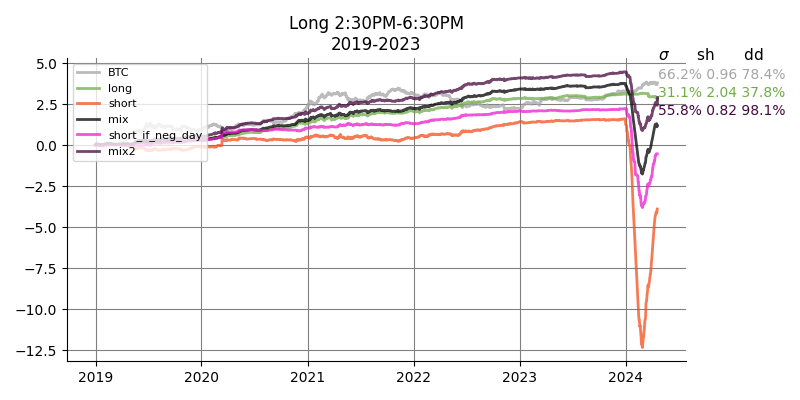 Long 2:30PM-6:30PM
2019-2023
σ sh dd
66.2% 0.96 78.4%
31.1% 2.04 37.8%
55.8% 0.82 98.1%
BTC
long
short
mix
short_if_neg_day
mix2
5.0
2.5
0.0
−2.5
−5.0
−7.5
−10.0
−12.5
2019 2020 2021 2022 2023 2024